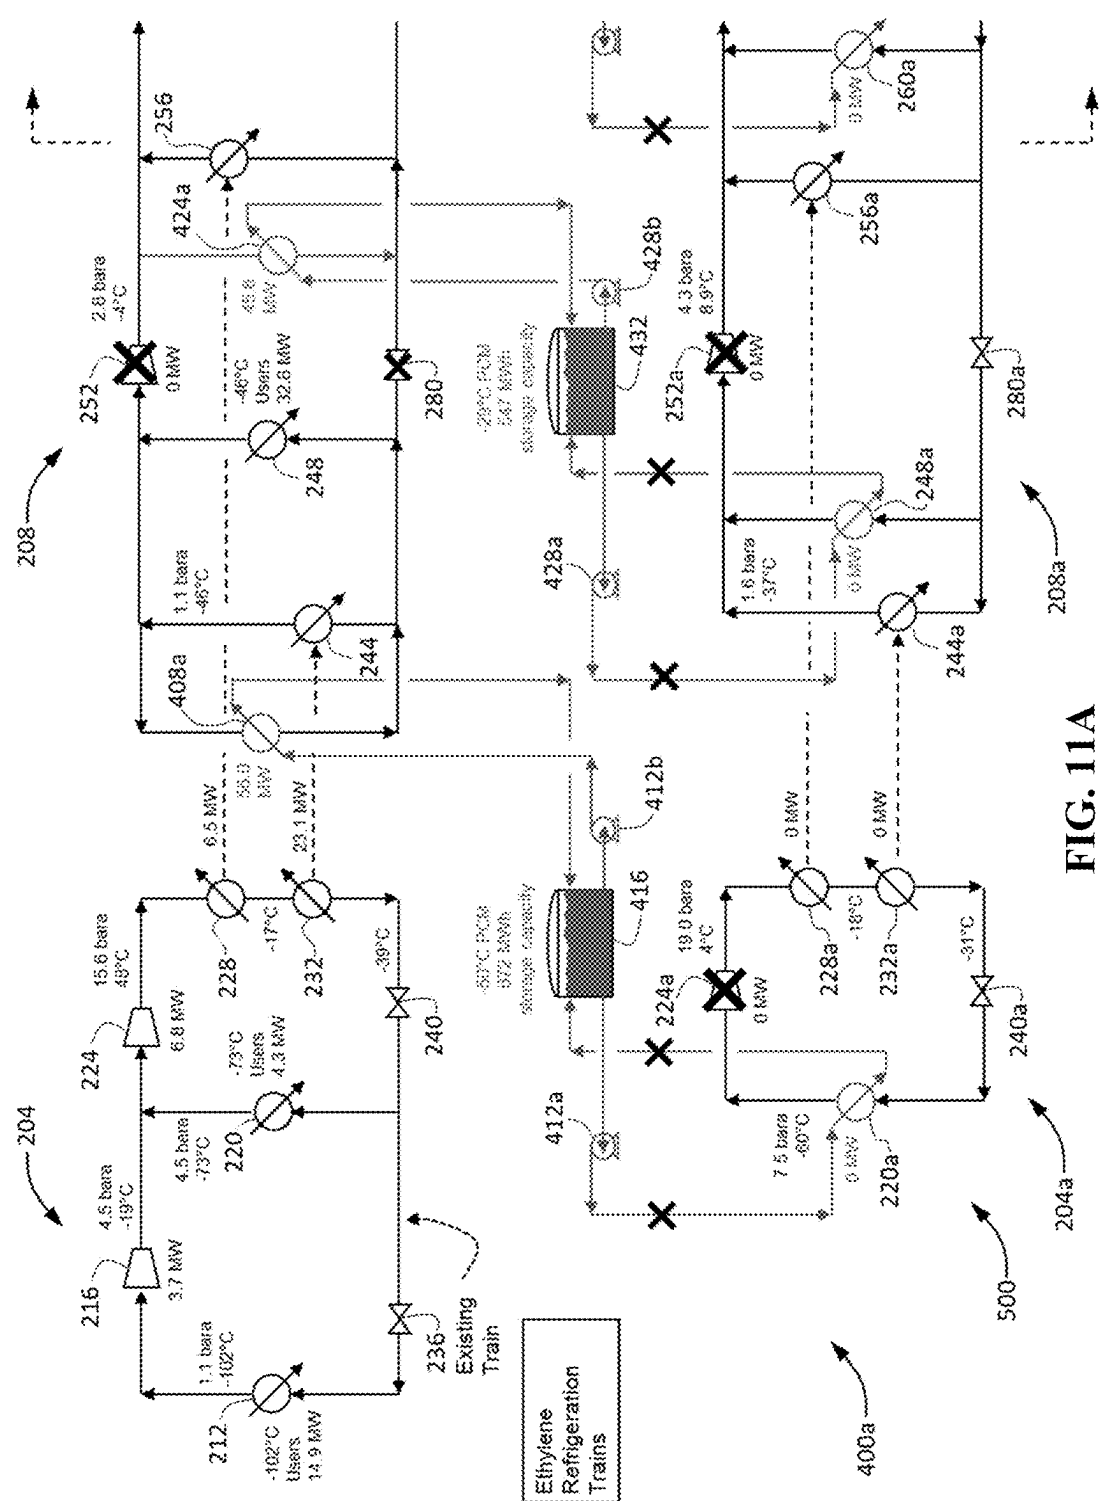 204
216
3.7 MW
4.5 bara
-19°C
224
6.8 MW
15.6 bara
48°C
1.1 bara
-102°C
212
-102°C
Users
14.9 MW
4.5 bara
-73°C
220
-73°C
Users
4.3 MW
228
-17°C
232
6.5 MW
23.1 MW
-39°C
240
236
Existing
Train
208
408a
MW
244
1.1 bara
-46°C
248
-46°C
Users
32.8 MW
252
0 MW
2.8 bara
-4°C
280
424a
MW
256
Ethylene
Refrigeration
Trains
412a
PCM
MWh
storage capacity
416
412b
428a
-29°C PCM
547 MWh
storage capacity
432
428b
400a
500
204a
7.5 bara
-60°C
0 MW
220a
224a
0 MW
19.0 bara
4°C
228a
-18°C
232a
0 MW
0 MW
-31°C
240a
208a
244a
1.6 bara
-37°C
0 MW
248a
252a
0 MW
4.3 bara
8.9°C
280a
256a
0 MW
260a
FIG. 11A